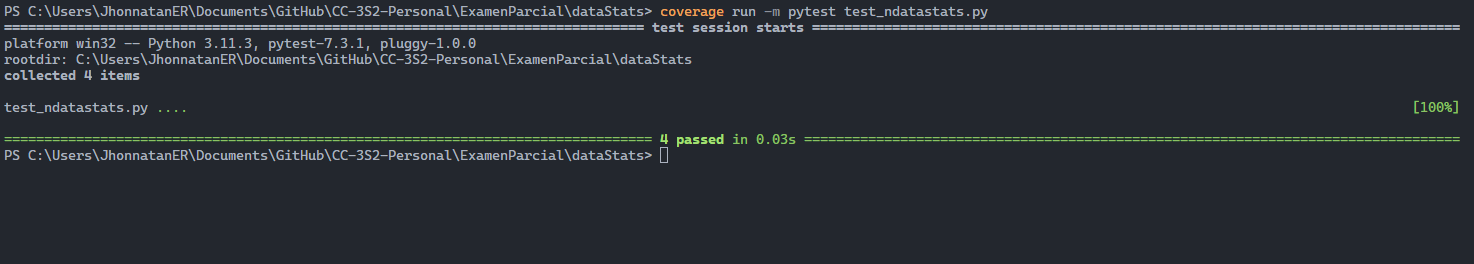 PS C:\Users\JhonnatanER\Documents\GitHub\CC-3S2-Personal\ExamenParcial\dataStats> coverage run -m pytest test_ndatastats.py
================================================================================ test session starts =================================================================================
platform win32 -- Python 3.11.3, pytest-7.3.1, pluggy-1.0.0
rootdir: C:\Users\JhonnatanER\Documents\GitHub\CC-3S2-Personal\ExamenParcial\dataStats
collected 4 items
test_ndatastats.py .... [100%]
================================================================================= 4 passed in 0.03s ==================================================================================
PS C:\Users\JhonnatanER\Documents\GitHub\CC-3S2-Personal\ExamenParcial\dataStats>